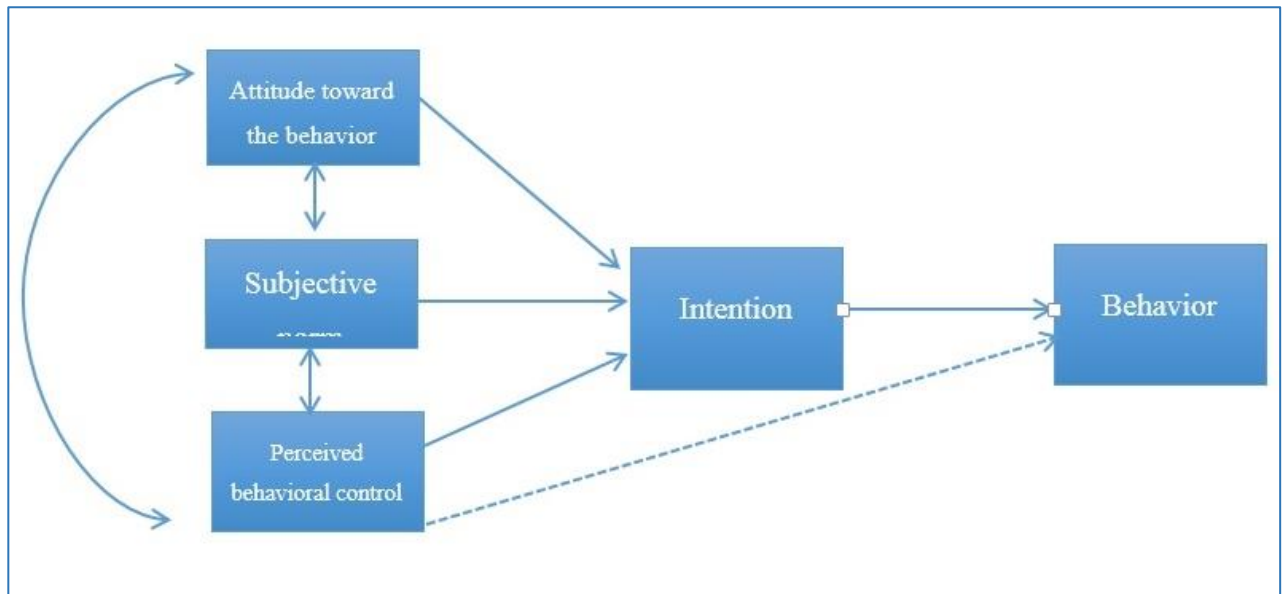 Attitude toward
the behavior
Subjective
Perceived
behavioral control
Intention
Behavior